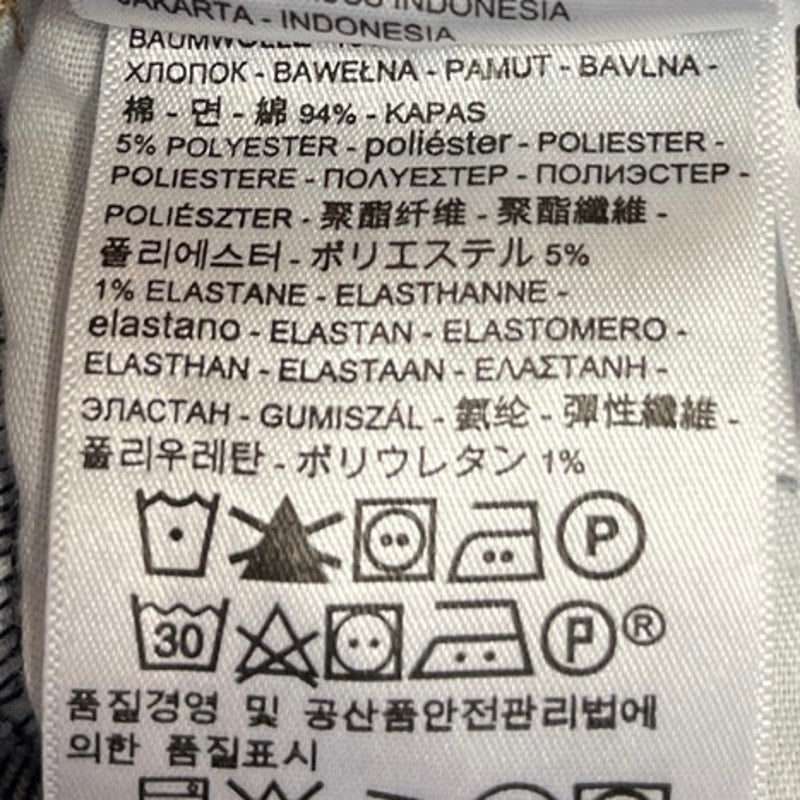 INDONESIA
JAKARTA - INDONESIA
BAUMWOLLE
ХЛОПОК - BAWEŁNA - PAMUT - BAVLNA -
棉 - 면 - 綿 94% - KAPAS
5% POLYESTER - poliéster - POLIESTER -
POLIESTERE - ΠΟΛΥΕΣΤΕΡ - ПОЛИЭСТЕР -
POLIÉSZTER - 聚酯纤维 - 聚酯纖維 -
폴리에스터 - ポリエステル 5%
1% ELASTANE - ELASTHANNE -
elastano - ELASTAN - ELASTOMERO -
ELASTHAN - ELASTAAN - ΕΛΑΣΤΑΝΗ -
ЭЛАСТАН - GUMISZÁL - 氨纶 - 彈性纖維 -
폴리우레탄 - ポリウレタン 1%
P
30 P ®
품질경영 및 공산품안전관리법에
의한 품질표시